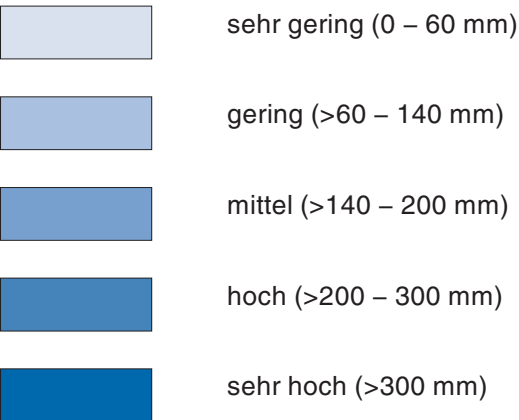 sehr gering (0 – 60 mm)
gering (>60 – 140 mm)
mittel (>140 – 200 mm)
hoch (>200 – 300 mm)
sehr hoch (>300 mm)